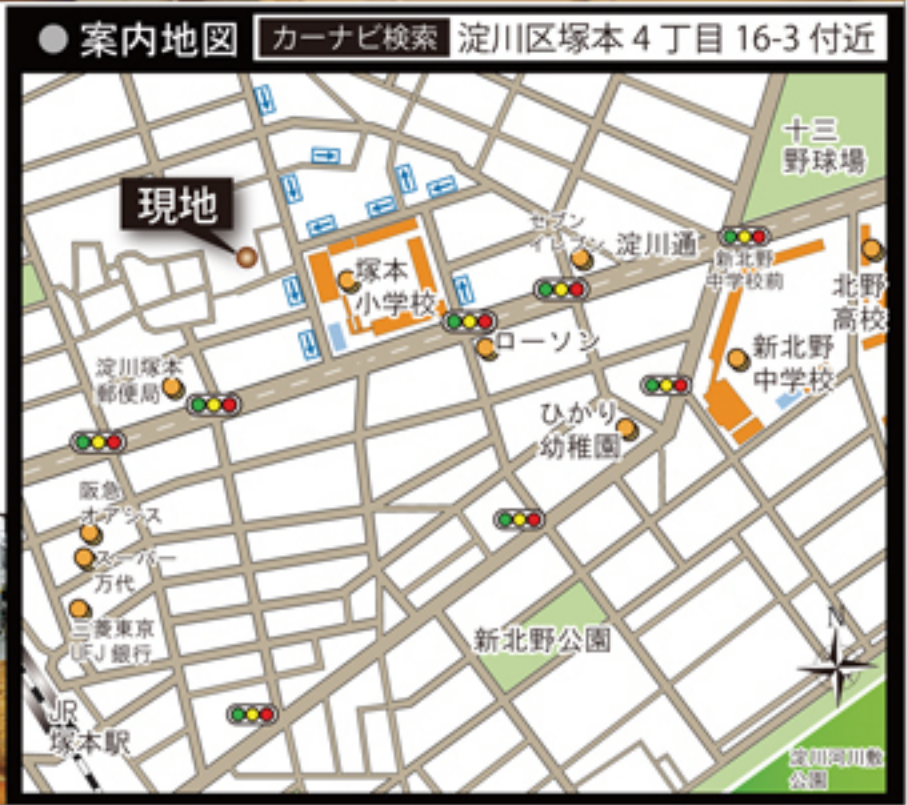 ● 案内地図 カーナビ検索 淀川区塚本4丁目16-3付近
十三
野球場
現地
セブン
イレブン
淀川通
新北野
中学校前
塚本
小学校
北野
高校
ローソン
新北野
中学校
淀川塚本
郵便局
ひかり
幼稚園
阪急
オアシス
スーパー
万代
三菱東京
UFJ銀行
新北野公園
N
JR
塚本駅
淀川河川敷
公園